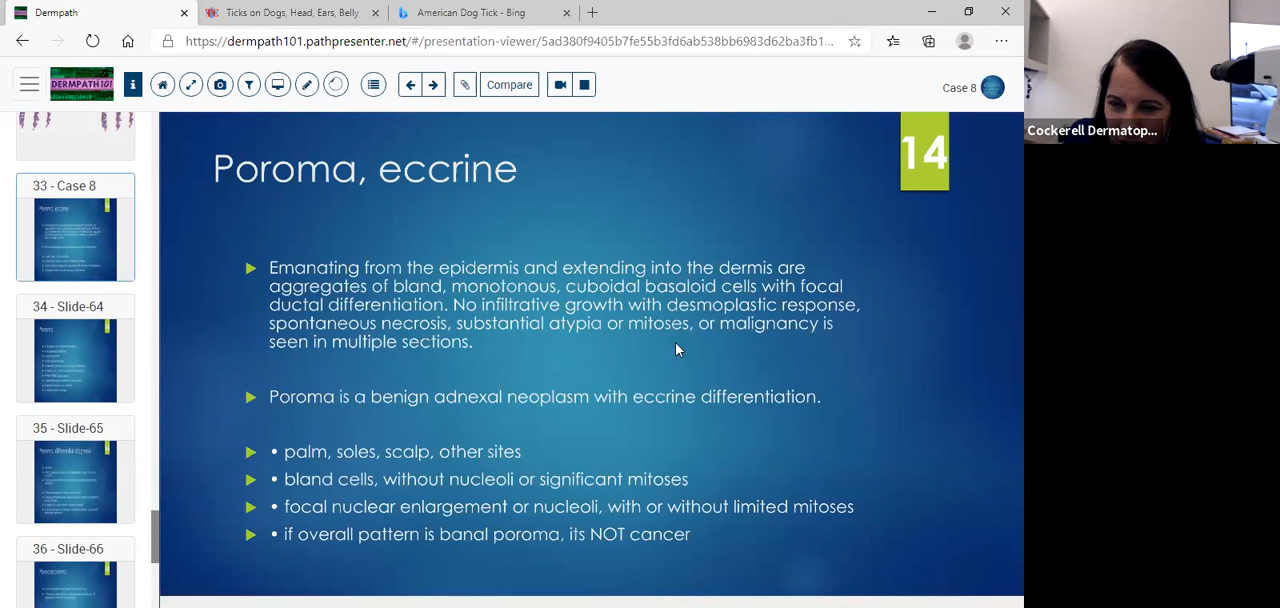 Dermpath
Ticks on Dogs, Head, Ears, Belly
American Dog Tick - Bing
https://dermpath101.pathpresenter.net/#/presentation-viewer/5ad380f9405b7fe55b3fd6ab538bb6983d62ba3fb1...
DERMPATH 101
Compare
Case 8
Cockerell Dermatop...
33 - Case 8
34 - Slide-64
35 - Slide-65
36 - Slide-66
14
Poroma, eccrine
Emanating from the epidermis and extending into the dermis are
aggregates of bland, monotonous, cuboidal basaloid cells with focal
ductal differentiation. No infiltrative growth with desmoplastic response,
spontaneous necrosis, substantial atypia or mitoses, or malignancy is
seen in multiple sections.
Poroma is a benign adnexal neoplasm with eccrine differentiation.
• palm, soles, scalp, other sites
• bland cells, without nucleoli or significant mitoses
• focal nuclear enlargement or nucleoli, with or without limited mitoses
• if overall pattern is banal poroma, its NOT cancer